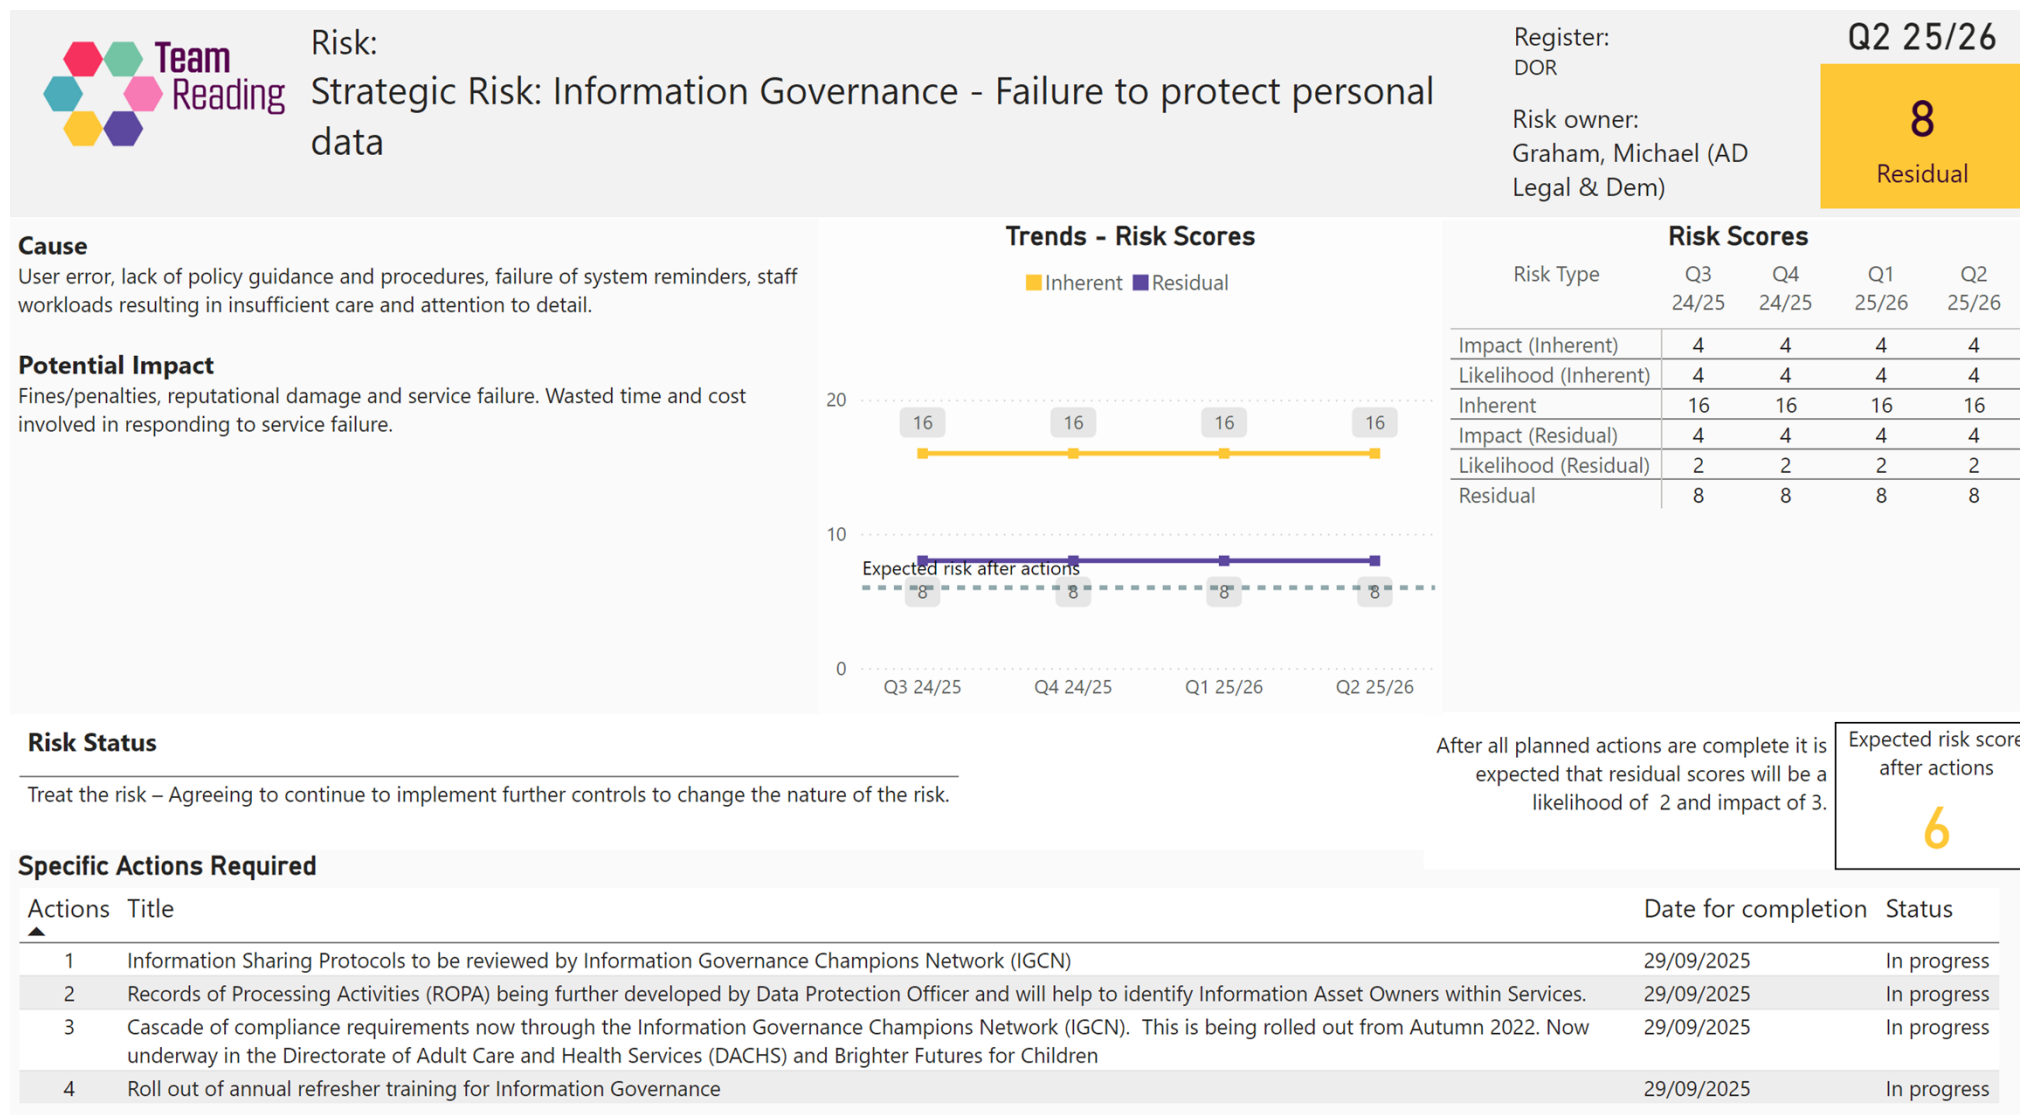 Team
Reading
Risk:
Strategic Risk: Information Governance - Failure to protect personal
data
Register:
DOR
Risk owner:
Graham, Michael (AD
Legal & Dem)
Q2 25/26
8
Residual
Cause
User error, lack of policy guidance and procedures, failure of system reminders, staff
workloads resulting in insufficient care and attention to detail.
Potential Impact
Fines/penalties, reputational damage and service failure. Wasted time and cost
involved in responding to service failure.
Trends - Risk Scores
Inherent Residual
20
16 16 16 16
10
Expected risk after actions
8 8 8 8
0
Q3 24/25 Q4 24/25 Q1 25/26 Q2 25/26
Risk Scores
Risk Type Q3 Q4 Q1 Q2
24/25 24/25 25/26 25/26
Impact (Inherent) 4 4 4 4
Likelihood (Inherent) 4 4 4 4
Inherent 16 16 16 16
Impact (Residual) 4 4 4 4
Likelihood (Residual) 2 2 2 2
Residual 8 8 8 8
Risk Status
Treat the risk – Agreeing to continue to implement further controls to change the nature of the risk.
After all planned actions are complete it is
expected that residual scores will be a
likelihood of  2 and impact of 3.
Expected risk score
after actions
6
Specific Actions Required
Actions Title Date for completion Status
1 Information Sharing Protocols to be reviewed by Information Governance Champions Network (IGCN) 29/09/2025 In progress
2 Records of Processing Activities (ROPA) being further developed by Data Protection Officer and will help to identify Information Asset Owners within Services. 29/09/2025 In progress
3 Cascade of compliance requirements now through the Information Governance Champions Network (IGCN).  This is being rolled out from Autumn 2022. Now 29/09/2025 In progress
underway in the Directorate of Adult Care and Health Services (DACHS) and Brighter Futures for Children
4 Roll out of annual refresher training for Information Governance 29/09/2025 In progress